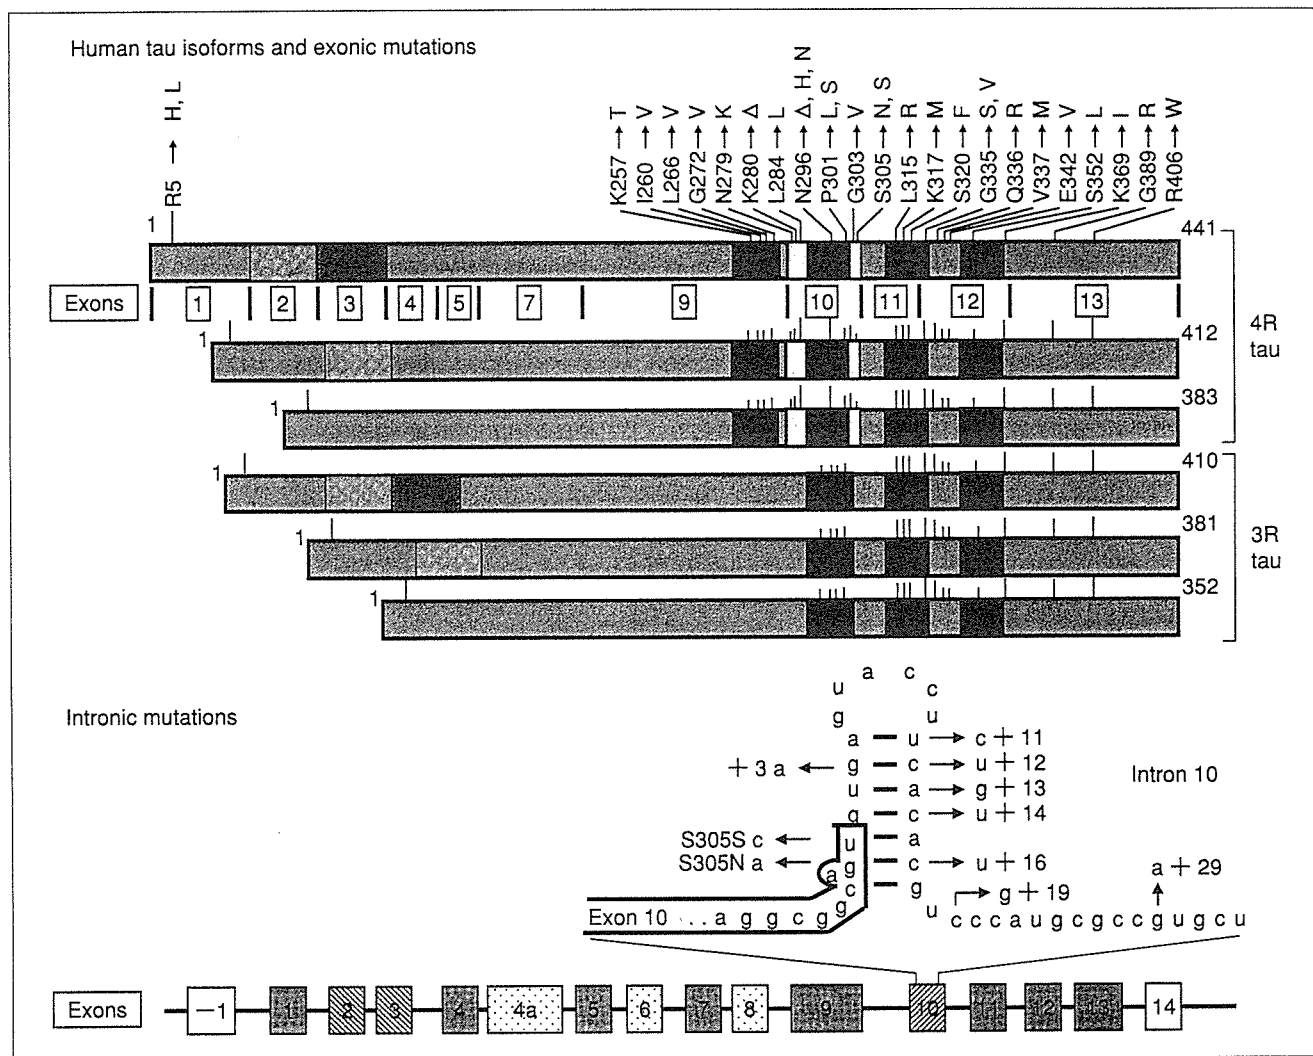 Human tau isoforms and exonic mutations
R5 → H, L
K257 → T
I260 → V
L266 → V
G272 → V
N279 → K
K280 → Δ
L284 → L
N296 → Δ, H, N
P301 → L, S
G303 → V
S305 → N, S
L315 → R
K317 → M
S320 → F
G335 → S, V
Q336 → R
V337 → M
E342 → V
S352 → L
K369 → I
G389 → R
R406 → W
1 441
Exons 1 2 3 4 5 7 9 10 11 12 13
1 412
4R tau
1 383
1 410
1 381
3R tau
1 352
Intronic mutations
u a c c
g u
a – u → c + 11
+ 3 a ← g – c → u + 12
Intron 10
u – a → g + 13
g – c → u + 14
S305S c ← u – a
S305N a ← g – c → u + 16
a + 29
a c – g
g + 19
Exon 10 ... a g g c g g
u c c c a u g c g c c g u g c u
Exons −1 1 2 3 4 4a 5 6 7 8 9 10 11 12 13 14